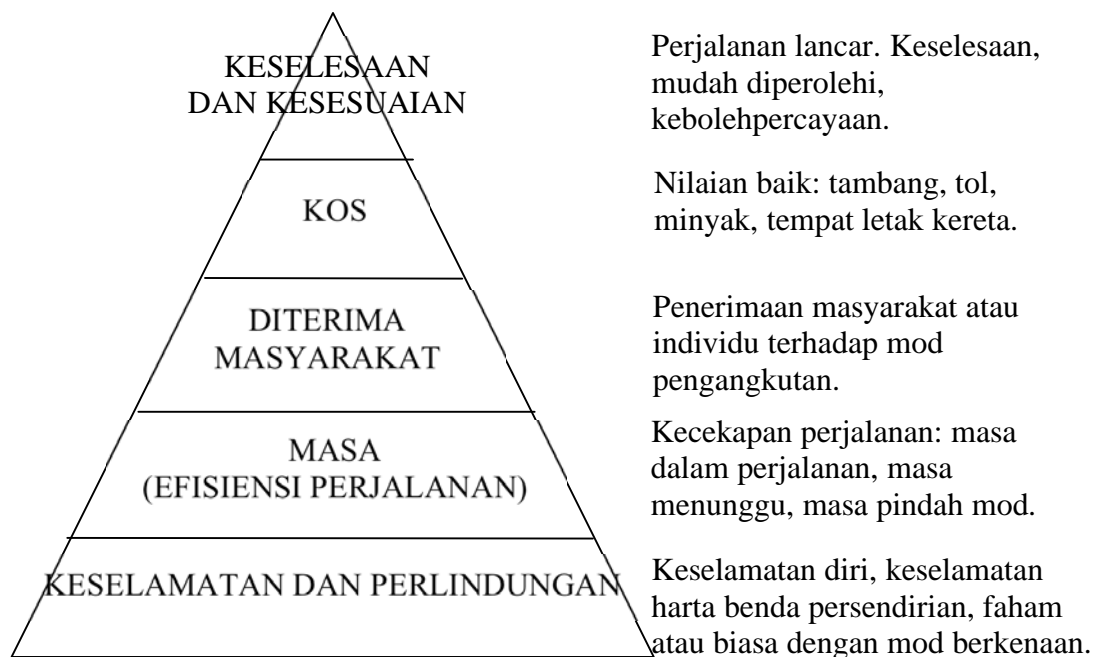 KESELESAAN
DAN KESESUAIAN
Perjalanan lancar. Keselesaan,
mudah diperolehi,
kebolehpercayaan.
KOS
Nilaian baik: tambang, tol,
minyak, tempat letak kereta.
DITERIMA
MASYARAKAT
Penerimaan masyarakat atau
individu terhadap mod
pengangkutan.
MASA
(EFISIENSI PERJALANAN)
Kecekapan perjalanan: masa
dalam perjalanan, masa
menunggu, masa pindah mod.
KESELAMATAN DAN PERLINDUNGAN
Keselamatan diri, keselamatan
harta benda persendirian, faham
atau biasa dengan mod berkenaan.